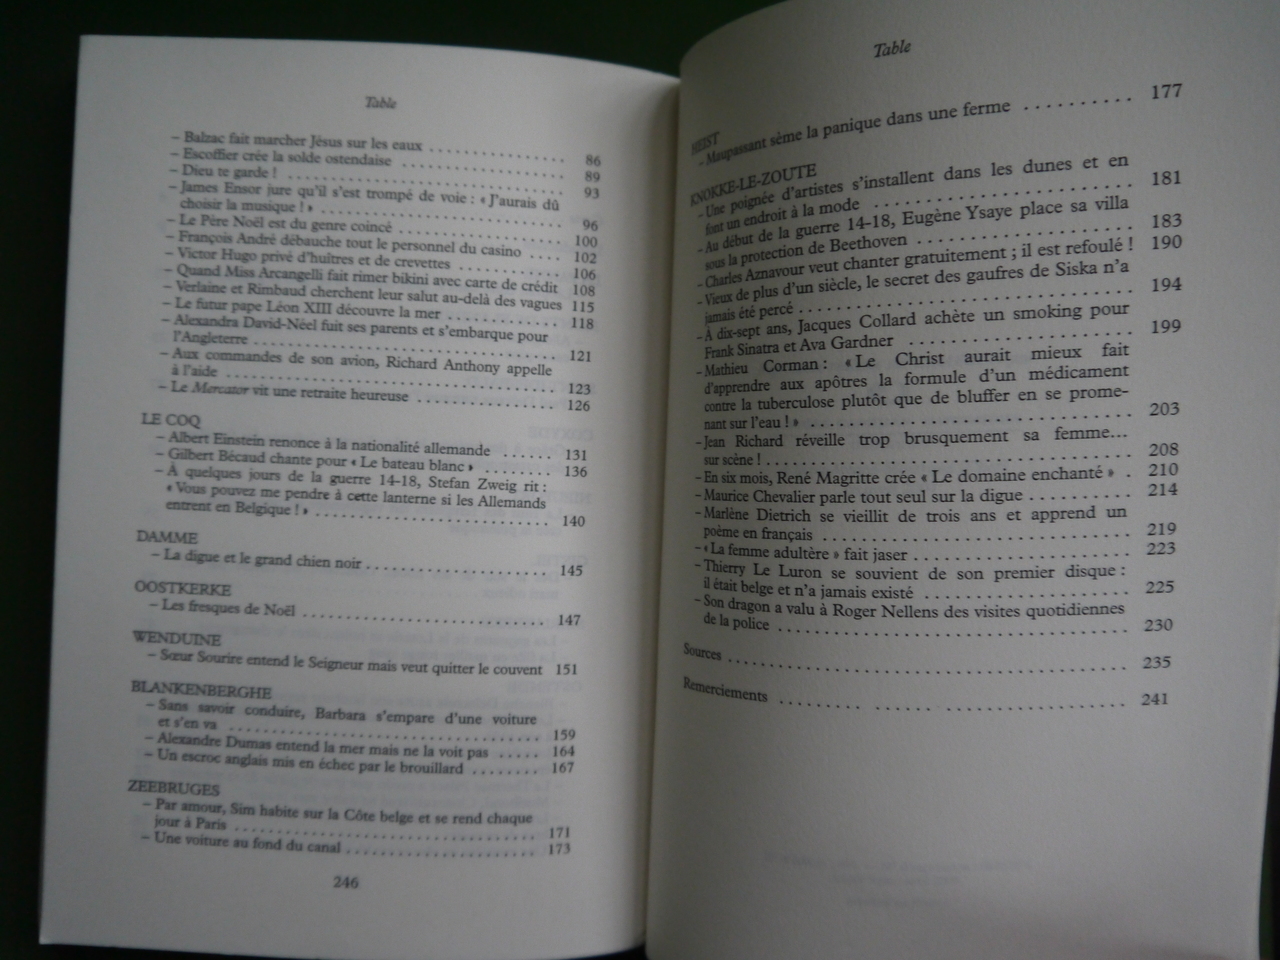 Table
– Balzac fait marcher Jésus sur les eaux . . . . . . . . . . . . . . . 86
– Escoffier crée la solde ostendaise . . . . . . . . . . . . . . . . . . 89
– Dieu te garde ! . . . . . . . . . . . . . . . . . . . . . . . . . . . . . . . 93
– James Ensor jure qu'il s'est trompé de voie : « J'aurais dû
choisir la musique ! » . . . . . . . . . . . . . . . . . . . . . . . . . . 96
– Le Père Noël est du genre coincé . . . . . . . . . . . . . . . . . . 100
– François André débauche tout le personnel du casino . . . . 102
– Victor Hugo privé d'huîtres et de crevettes . . . . . . . . . . . . 106
– Quand Miss Arcangelli fait rimer bikini avec carte de crédit 108
– Verlaine et Rimbaud cherchent leur salut au-delà des vagues 115
– Le futur pape Léon XIII découvre la mer . . . . . . . . . . . . . 118
– Alexandra David-Néel fuit ses parents et s'embarque pour
l'Angleterre . . . . . . . . . . . . . . . . . . . . . . . . . . . . . . . . . 121
– Aux commandes de son avion, Richard Anthony appelle
à l'aide . . . . . . . . . . . . . . . . . . . . . . . . . . . . . . . . . . . . 123
– Le Mercator vit une retraite heureuse . . . . . . . . . . . . . . . 126
LE COQ
– Albert Einstein renonce à la nationalité allemande . . . . . . 131
– Gilbert Bécaud chante pour « Le bateau blanc » . . . . . . . . 136
– À quelques jours de la guerre 14-18, Stefan Zweig rit :
« Vous pouvez me pendre à cette lanterne si les Allemands
entrent en Belgique ! » . . . . . . . . . . . . . . . . . . . . . . . . . 140
DAMME
– La digue et le grand chien noir . . . . . . . . . . . . . . . . . . . . 145
OOSTKERKE
– Les fresques de Noël . . . . . . . . . . . . . . . . . . . . . . . . . . . 147
WENDUINE
– Sœur Sourire entend le Seigneur mais veut quitter le couvent 151
BLANKENBERGHE
– Sans savoir conduire, Barbara s'empare d'une voiture
et s'en va . . . . . . . . . . . . . . . . . . . . . . . . . . . . . . . . . . 159
– Alexandre Dumas entend la mer mais ne la voit pas . . . . . 164
– Un escroc anglais mis en échec par le brouillard . . . . . . . . 167
ZEEBRUGES
– Par amour, Sim habite sur la Côte belge et se rend chaque
jour à Paris . . . . . . . . . . . . . . . . . . . . . . . . . . . . . . . . . 171
– Une voiture au fond du canal . . . . . . . . . . . . . . . . . . . . . 173
246
Table
HEIST
– Maupassant sème la panique dans une ferme . . . . . . . . . . 177
KNOKKE-LE-ZOUTE
– Une poignée d'artistes s'installent dans les dunes et en
font un endroit à la mode . . . . . . . . . . . . . . . . . . . . . . . 181
– Au début de la guerre 14-18, Eugène Ysaye place sa villa
sous la protection de Beethoven . . . . . . . . . . . . . . . . . . . 183
– Charles Aznavour veut chanter gratuitement ; il est refoulé ! 190
– Vieux de plus d'un siècle, le secret des gaufres de Siska n'a
jamais été percé . . . . . . . . . . . . . . . . . . . . . . . . . . . . . . 194
– À dix-sept ans, Jacques Collard achète un smoking pour
Frank Sinatra et Ava Gardner . . . . . . . . . . . . . . . . . . . . . 199
– Mathieu Corman : « Le Christ aurait mieux fait
d'apprendre aux apôtres la formule d'un médicament
contre la tuberculose plutôt que de bluffer en se prome-
nant sur l'eau ! » . . . . . . . . . . . . . . . . . . . . . . . . . . . . . . 203
– Jean Richard réveille trop brusquement sa femme...
sur scène ! . . . . . . . . . . . . . . . . . . . . . . . . . . . . . . . . . . 208
– En six mois, René Magritte crée « Le domaine enchanté » . 210
– Maurice Chevalier parle tout seul sur la digue . . . . . . . . . 214
– Marlène Dietrich se vieillit de trois ans et apprend un
poème en français . . . . . . . . . . . . . . . . . . . . . . . . . . . . . 219
– « La femme adultère » fait jaser . . . . . . . . . . . . . . . . . . . . 223
– Thierry Le Luron se souvient de son premier disque :
il était belge et n'a jamais existé . . . . . . . . . . . . . . . . . . . 225
– Son dragon a valu à Roger Nellens des visites quotidiennes
de la police . . . . . . . . . . . . . . . . . . . . . . . . . . . . . . . . . 230
Sources . . . . . . . . . . . . . . . . . . . . . . . . . . . . . . . . . . . . . . 235
Remerciements . . . . . . . . . . . . . . . . . . . . . . . . . . . . . . . . 241